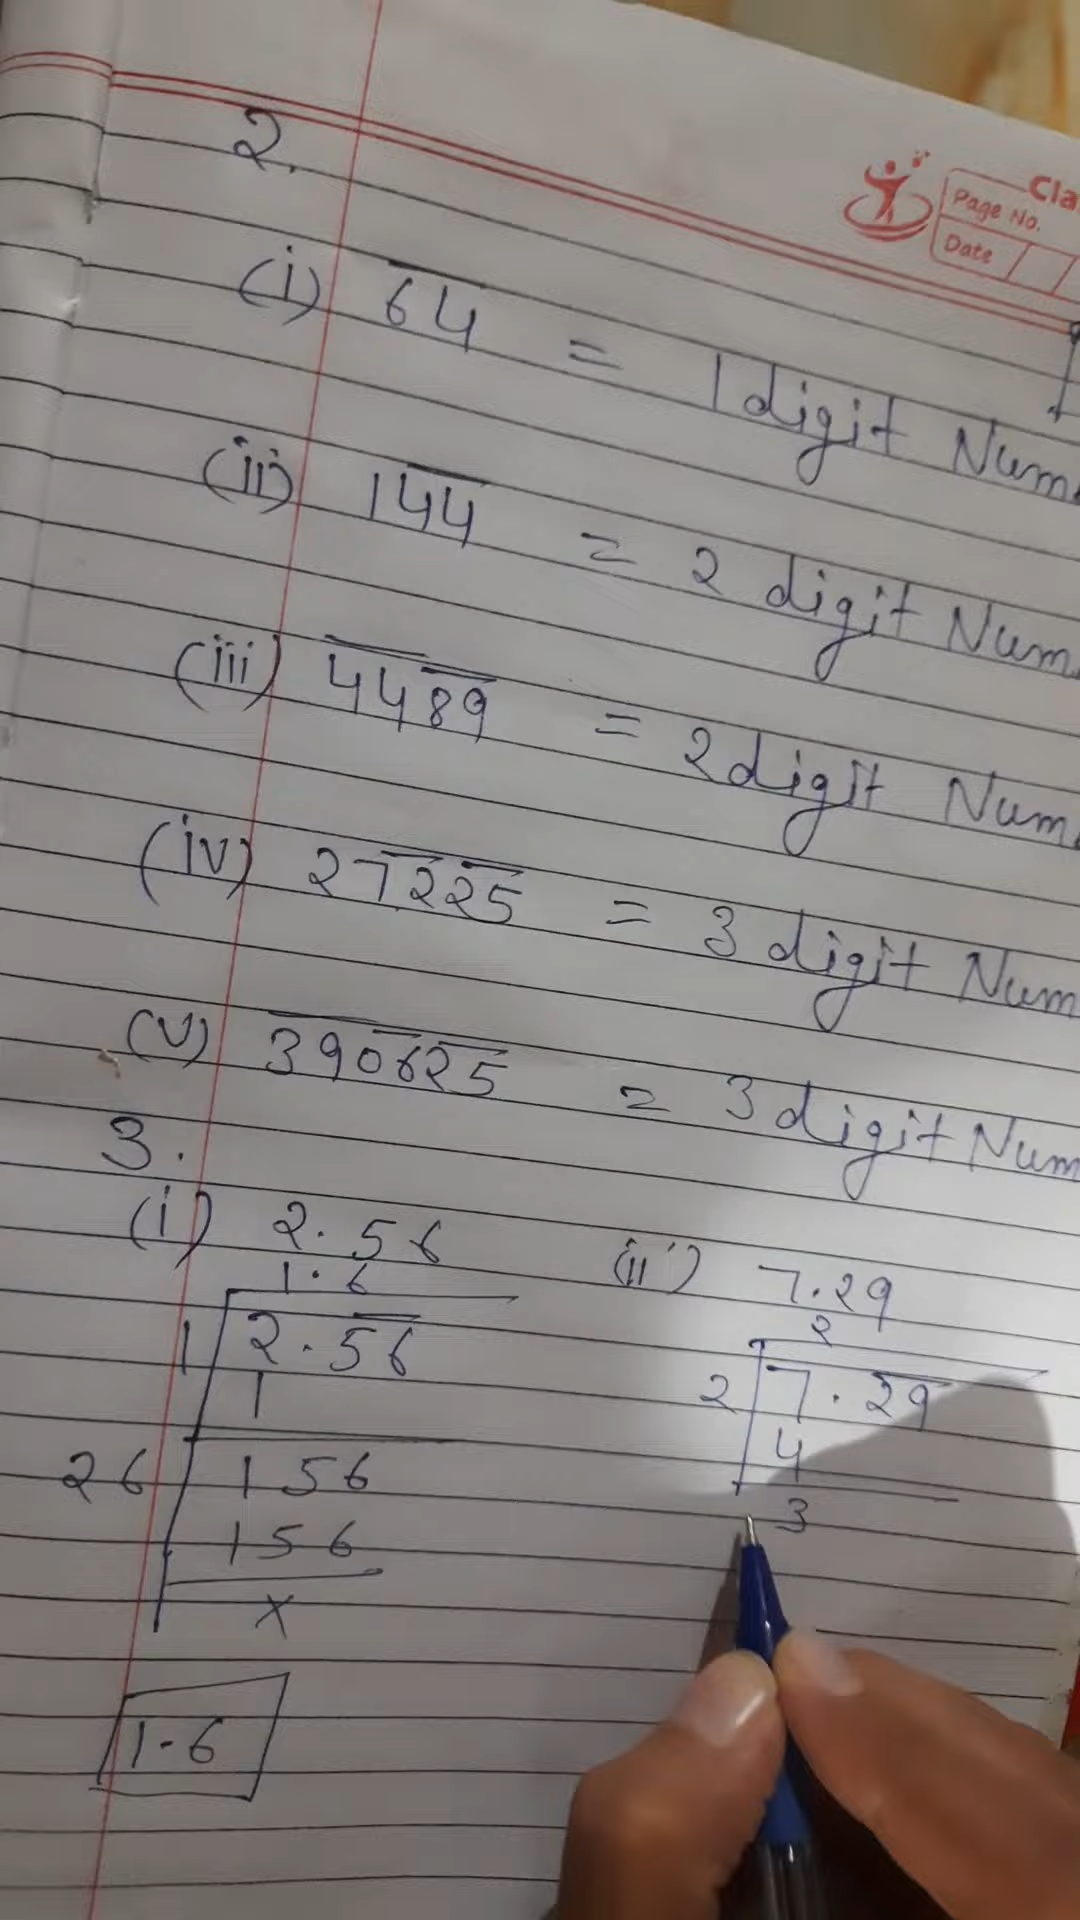 Cla
Page No.
Date
2.
(i) 64 = 1 digit Num
(ii) 144 = 2 digit Num.
(iii) 4489 = 2 digit Num.
(iv) 27225 = 3 digit Num
(v) 390625 = 3 digit Num
3.
(i) 2.56
1.6
1 2.56
1
26 156
156
x
1.6
(ii) 7.29
2
2 7.29
4
3